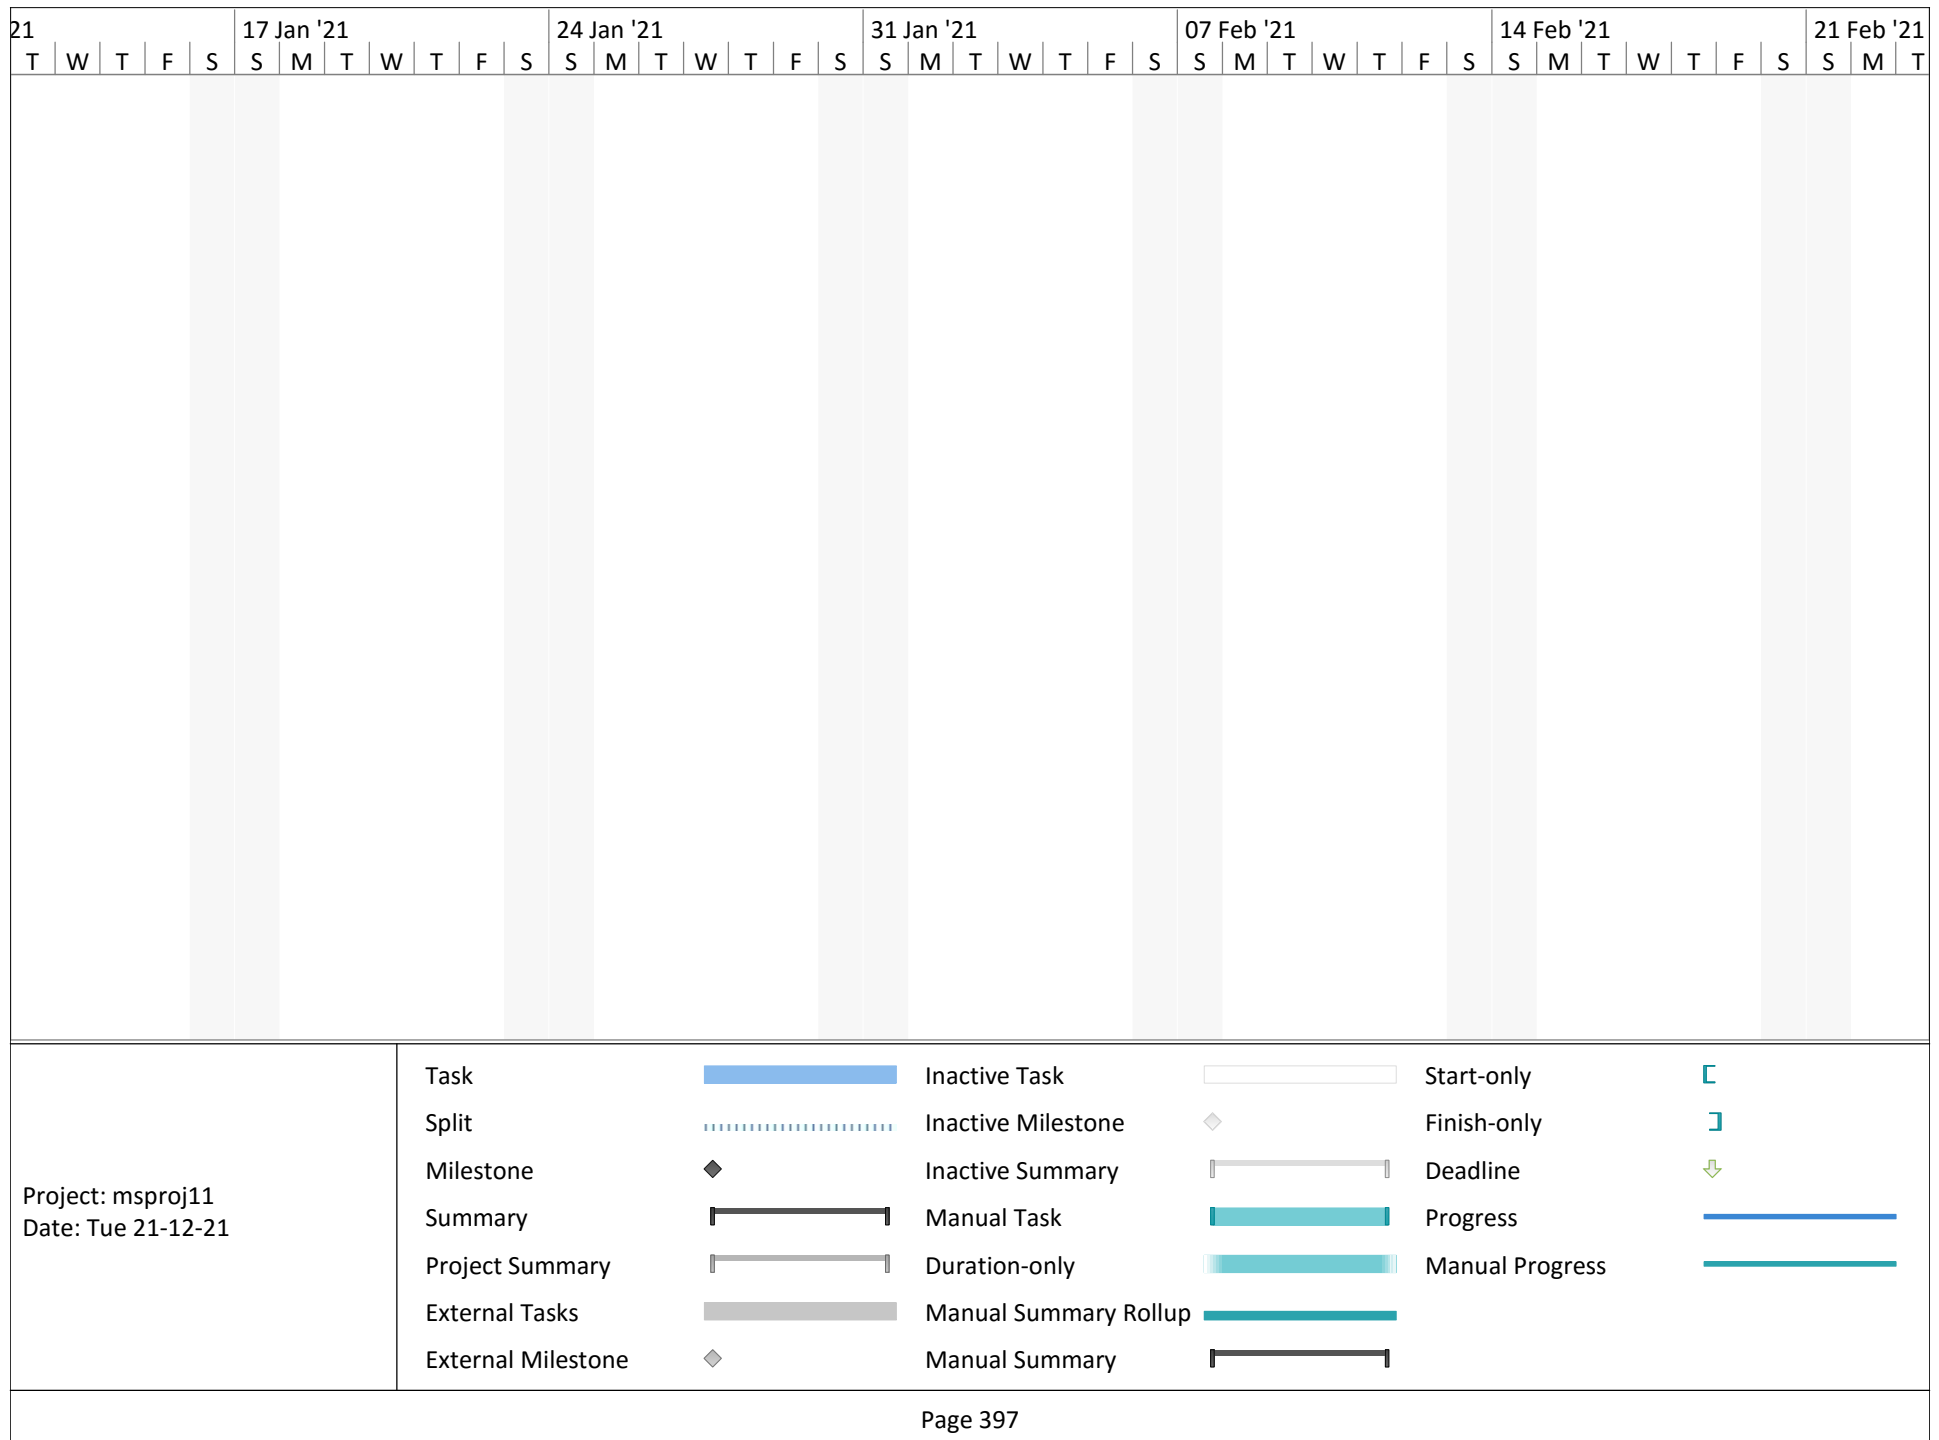 21 17 Jan '21 24 Jan '21 31 Jan '21 07 Feb '21 14 Feb '21 21 Feb '21
T W T F S S M T W T F S S M T W T F S S M T W T F S S M T W T F S S M T W T F S S M T
Project: msproj11
Date: Tue 21-12-21
Task
Split
Milestone
Summary
Project Summary
External Tasks
External Milestone
Inactive Task
Inactive Milestone
Inactive Summary
Manual Task
Duration-only
Manual Summary Rollup
Manual Summary
Start-only
Finish-only
Deadline
Progress
Manual Progress
Page 397